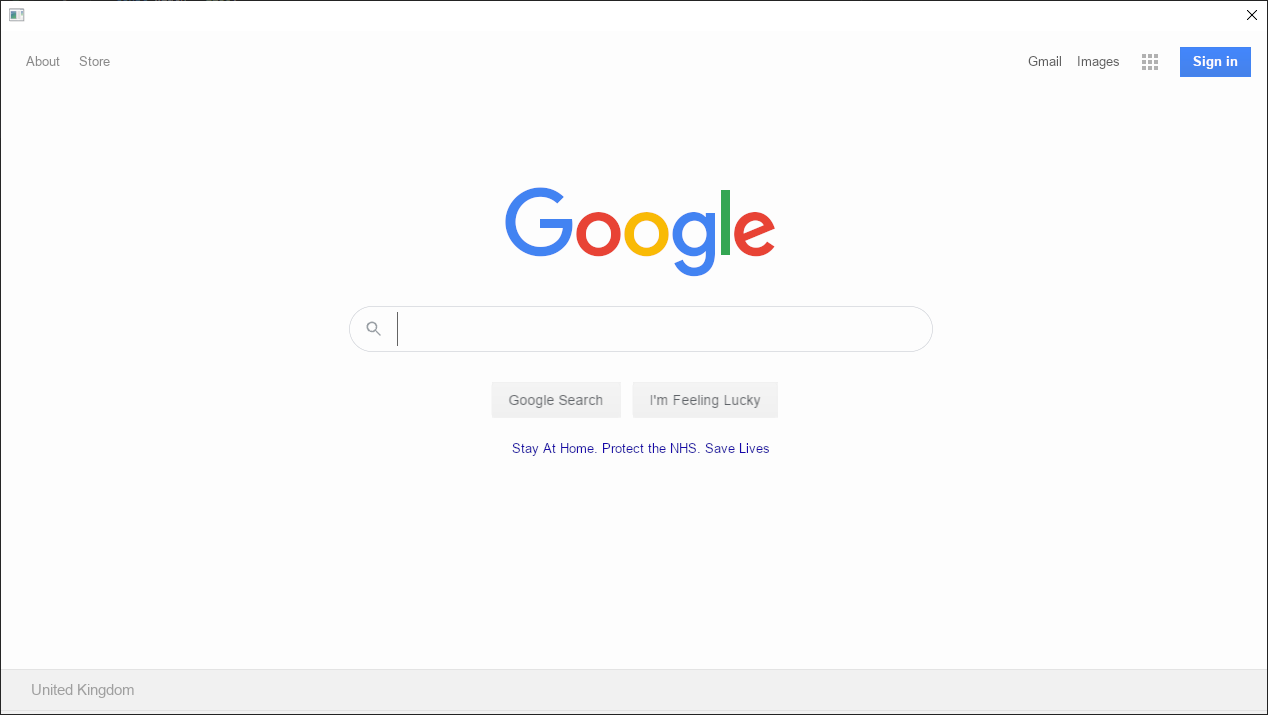 About Store Gmail Images Sign in
Google
Google Search I'm Feeling Lucky
Stay At Home. Protect the NHS. Save Lives
United Kingdom